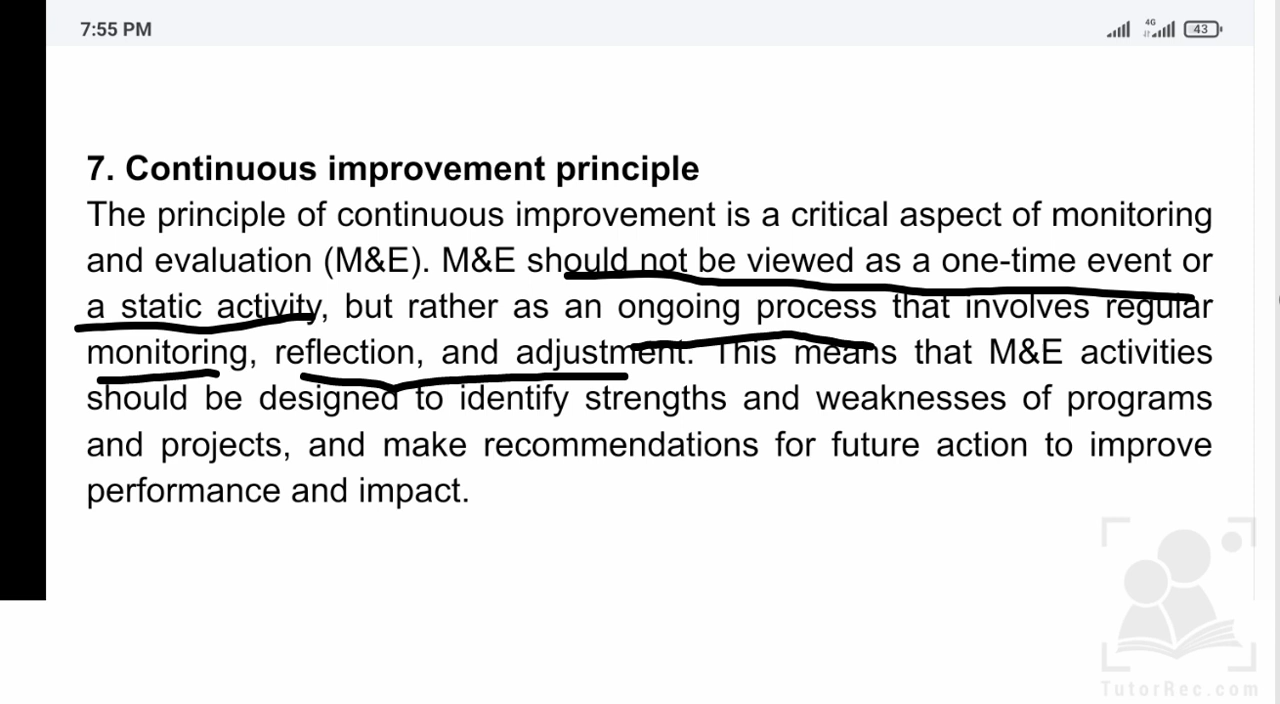 7:55 PM
4G
43
7. Continuous improvement principle
The principle of continuous improvement is a critical aspect of monitoring
and evaluation (M&E). M&E should not be viewed as a one-time event or
a static activity, but rather as an ongoing process that involves regular
monitoring, reflection, and adjustment. This means that M&E activities
should be designed to identify strengths and weaknesses of programs
and projects, and make recommendations for future action to improve
performance and impact.
TutorRec.com